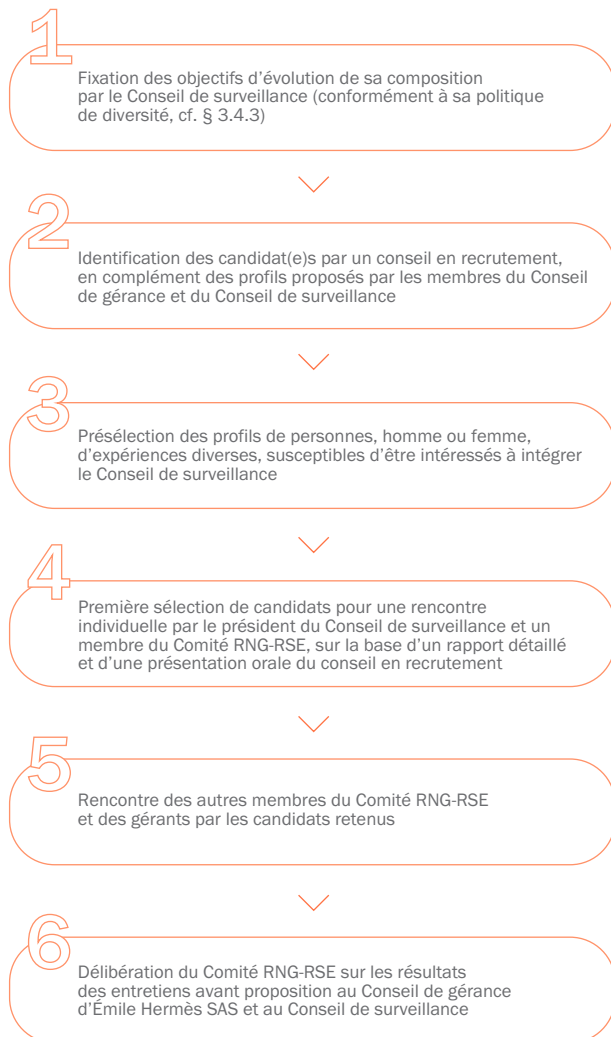 1
Fixation des objectifs d'évolution de sa composition
par le Conseil de surveillance (conformément à sa politique
de diversité, cf. § 3.4.3)
2
Identification des candidat(e)s par un conseil en recrutement,
en complément des profils proposés par les membres du Conseil
de gérance et du Conseil de surveillance
3
Présélection des profils de personnes, homme ou femme,
d'expériences diverses, susceptibles d'être intéressés à intégrer
le Conseil de surveillance
4
Première sélection de candidats pour une rencontre
individuelle par le président du Conseil de surveillance et un
membre du Comité RNG-RSE, sur la base d'un rapport détaillé
et d'une présentation orale du conseil en recrutement
5
Rencontre des autres membres du Comité RNG-RSE
et des gérants par les candidats retenus
6
Délibération du Comité RNG-RSE sur les résultats
des entretiens avant proposition au Conseil de gérance
d'Émile Hermès SAS et au Conseil de surveillance